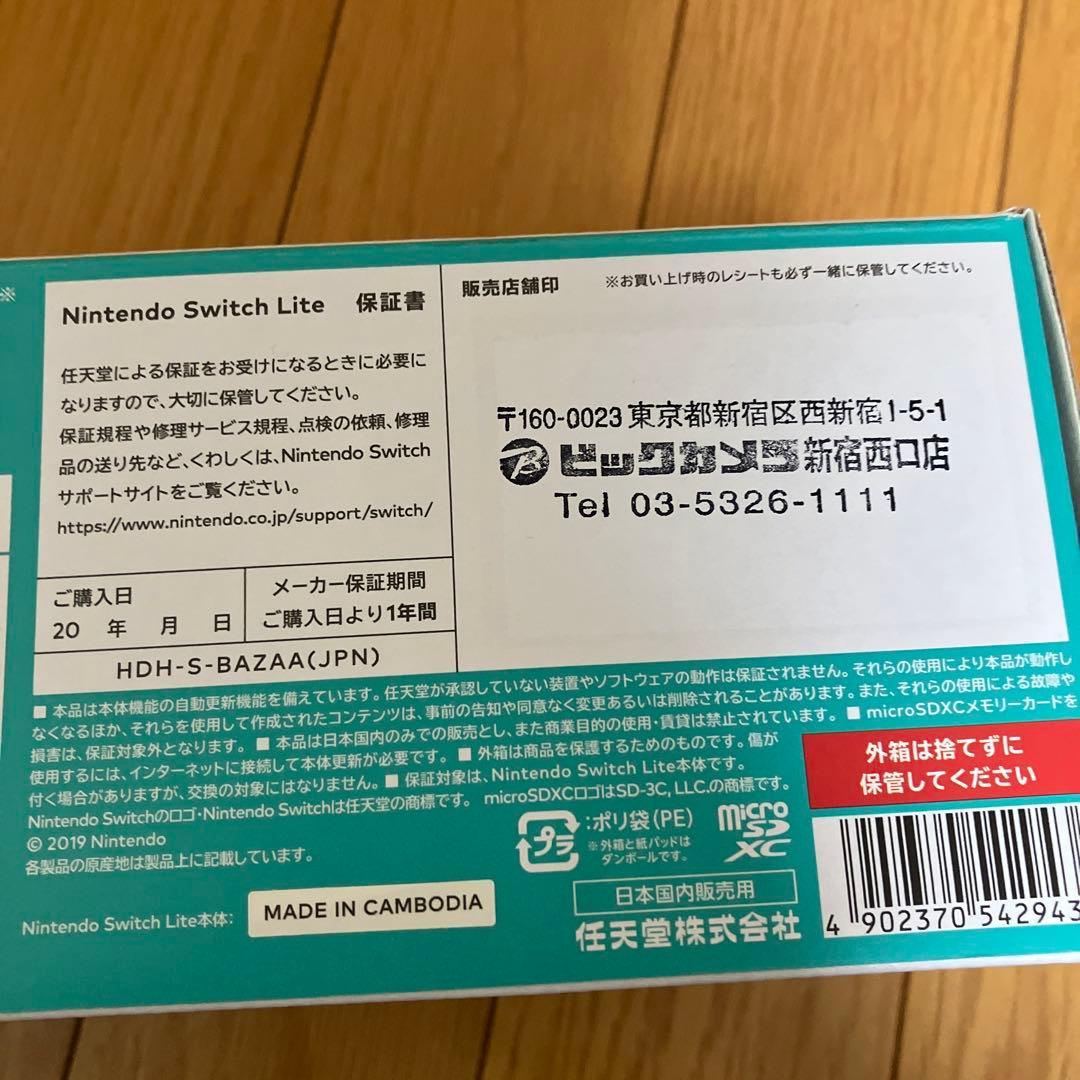 ※
Nintendo Switch Lite 保証書
任天堂による保証をお受けになるときに必要に
なりますので、大切に保管してください。
保証規程や修理サービス規程、点検の依頼、修理
品の送り先など、くわしくは、Nintendo Switch
サポートサイトをご覧ください。
https://www.nintendo.co.jp/support/switch/
ご購入日
20 年 月 日
メーカー保証期間
ご購入日より1年間
HDH-S-BAZAA(JPN)
販売店舗印
※お買い上げ時のレシートも必ず一緒に保管してください。
〒160-0023 東京都新宿区西新宿1-5-1
B ビックカメラ新宿西口店
Tel 03-5326-1111
■ 本品は本体機能の自動更新機能を備えています。任天堂が承認していない装置やソフトウェアの動作は保証されません。それらの使用により本品が動作し
なくなるほか、それらを使用して作成されたコンテンツは、事前の告知や同意なく変更あるいは削除されることがあります。また、それらの使用による故障や
損害は、保証対象外となります。 ■ 本品は日本国内のみでの販売とし、また商業目的の使用・賃貸は禁止されています。 ■ microSDXCメモリーカードを
使用するには、インターネットに接続して本体更新が必要です。 ■ 外箱は商品を保護するためのものです。傷が
付く場合がありますが、交換の対象にはなりません。 ■ 保証対象は、Nintendo Switch Lite本体です。
Nintendo Switchのロゴ・Nintendo Switchは任天堂の商標です。 microSDXCロゴはSD-3C, LLC.の商標です。
© 2019 Nintendo
各製品の原産地は製品上に記載しています。
プラ
:ポリ袋(PE)
※外箱と紙パッドは
ダンボールです。
micro
SD
XC
外箱は捨てずに
保管してください
Nintendo Switch Lite本体:
MADE IN CAMBODIA
日本国内販売用
任天堂株式会社
4 902370 542943